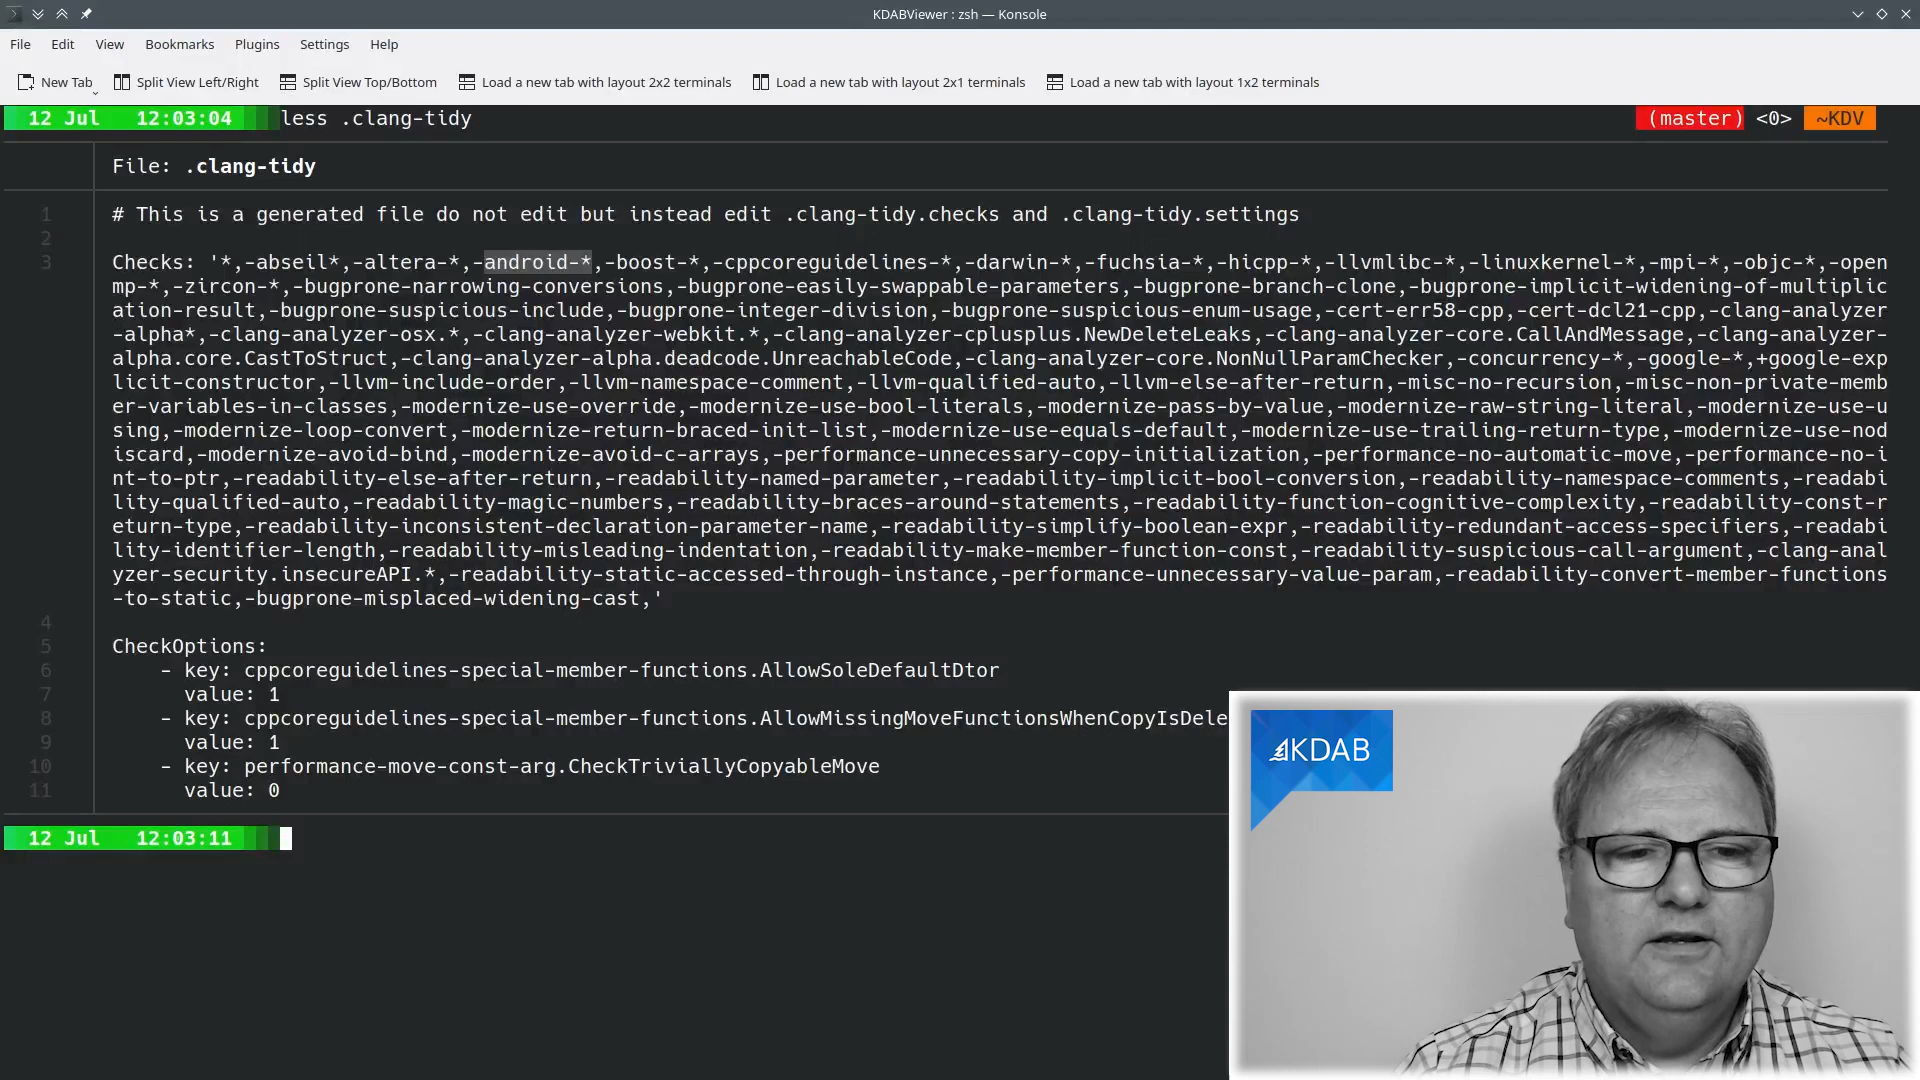 KDABViewer : zsh — Konsole
File Edit View Bookmarks Plugins Settings Help
New Tab Split View Left/Right Split View Top/Bottom Load a new tab with layout 2x2 terminals Load a new tab with layout 2x1 terminals Load a new tab with layout 1x2 terminals
12 Jul 12:03:04 less .clang-tidy (master) <0> ~KDV
File: .clang-tidy
1 # This is a generated file do not edit but instead edit .clang-tidy.checks and .clang-tidy.settings
2
3 Checks: '*,-abseil*,-altera-*,-android-*,-boost-*,-cppcoreguidelines-*,-darwin-*,-fuchsia-*,-hicpp-*,-llvmlibc-*,-linuxkernel-*,-mpi-*,-objc-*,-open
mp-*,-zircon-*,-bugprone-narrowing-conversions,-bugprone-easily-swappable-parameters,-bugprone-branch-clone,-bugprone-implicit-widening-of-multiplic
ation-result,-bugprone-suspicious-include,-bugprone-integer-division,-bugprone-suspicious-enum-usage,-cert-err58-cpp,-cert-dcl21-cpp,-clang-analyzer
-alpha*,-clang-analyzer-osx.*,-clang-analyzer-webkit.*,-clang-analyzer-cplusplus.NewDeleteLeaks,-clang-analyzer-core.CallAndMessage,-clang-analyzer-
alpha.core.CastToStruct,-clang-analyzer-alpha.deadcode.UnreachableCode,-clang-analyzer-core.NonNullParamChecker,-concurrency-*,-google-*,+google-exp
licit-constructor,-llvm-include-order,-llvm-namespace-comment,-llvm-qualified-auto,-llvm-else-after-return,-misc-no-recursion,-misc-non-private-memb
er-variables-in-classes,-modernize-use-override,-modernize-use-bool-literals,-modernize-pass-by-value,-modernize-raw-string-literal,-modernize-use-u
sing,-modernize-loop-convert,-modernize-return-braced-init-list,-modernize-use-equals-default,-modernize-use-trailing-return-type,-modernize-use-nod
iscard,-modernize-avoid-bind,-modernize-avoid-c-arrays,-performance-unnecessary-copy-initialization,-performance-no-automatic-move,-performance-no-i
nt-to-ptr,-readability-else-after-return,-readability-named-parameter,-readability-implicit-bool-conversion,-readability-namespace-comments,-readabi
lity-qualified-auto,-readability-magic-numbers,-readability-braces-around-statements,-readability-function-cognitive-complexity,-readability-const-r
eturn-type,-readability-inconsistent-declaration-parameter-name,-readability-simplify-boolean-expr,-readability-redundant-access-specifiers,-readabi
lity-identifier-length,-readability-misleading-indentation,-readability-make-member-function-const,-readability-suspicious-call-argument,-clang-anal
yzer-security.insecureAPI.*,-readability-static-accessed-through-instance,-performance-unnecessary-value-param,-readability-convert-member-functions
-to-static,-bugprone-misplaced-widening-cast,'
4
5 CheckOptions:
6 - key: cppcoreguidelines-special-member-functions.AllowSoleDefaultDtor
7 value: 1
8 - key: cppcoreguidelines-special-member-functions.AllowMissingMoveFunctionsWhenCopyIsDele
9 value: 1
10 - key: performance-move-const-arg.CheckTriviallyCopyableMove
11 value: 0
12 Jul 12:03:11
KDAB